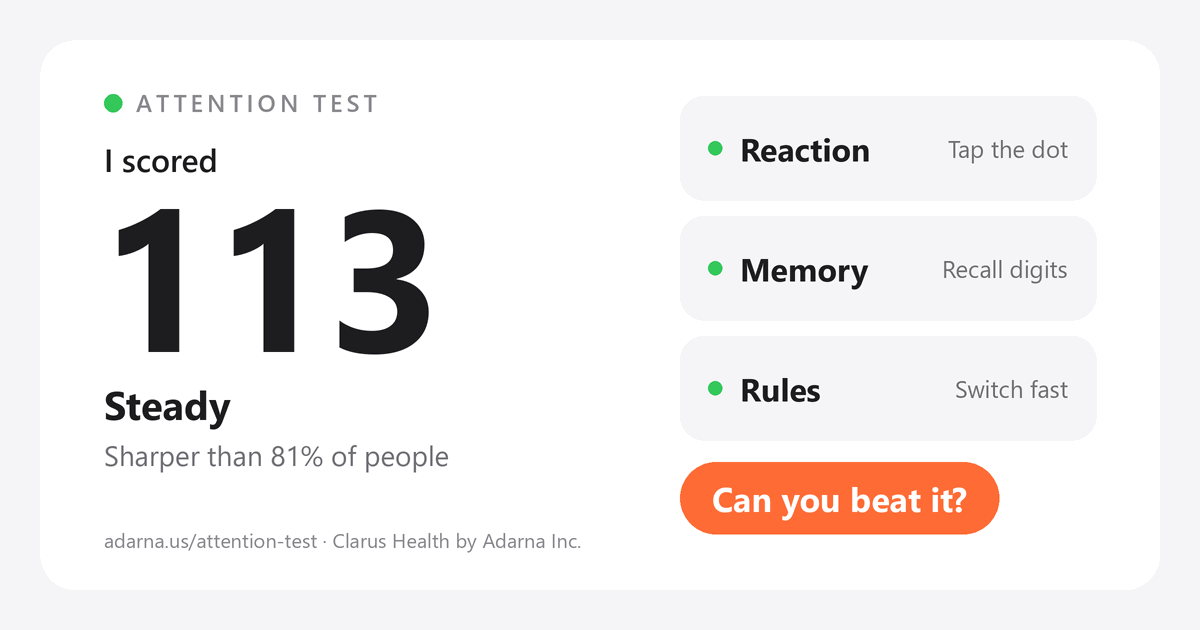 ATTENTION TEST
I scored
113
Steady
Sharper than 81% of people
adarna.us/attention-test · Clarus Health by Adarna Inc.
Reaction Tap the dot
Memory Recall digits
Rules Switch fast
Can you beat it?